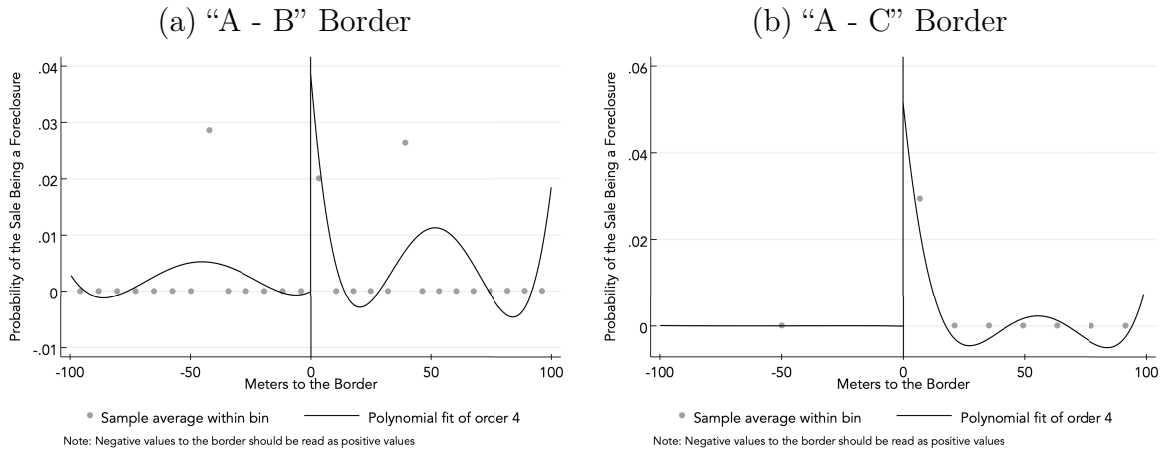 (a) “A - B” Border
Probability of the Sale Being a Foreclosure
.04
.03
.02
.01
0
-.01
-100
-50
0
50
100
Meters to the Border
Sample average within bin
Polynomial fit of orcer 4
Note: Negative values to the border should be read as positive values
(b) “A - C” Border
Probability of the Sale Being a Foreclosure
.06
.04
.02
0
-100
-50
0
50
100
Meters to the Border
Sample average within bin
Polynomial fit of orcer 4
Note: Negative values to the border should be read as positive values